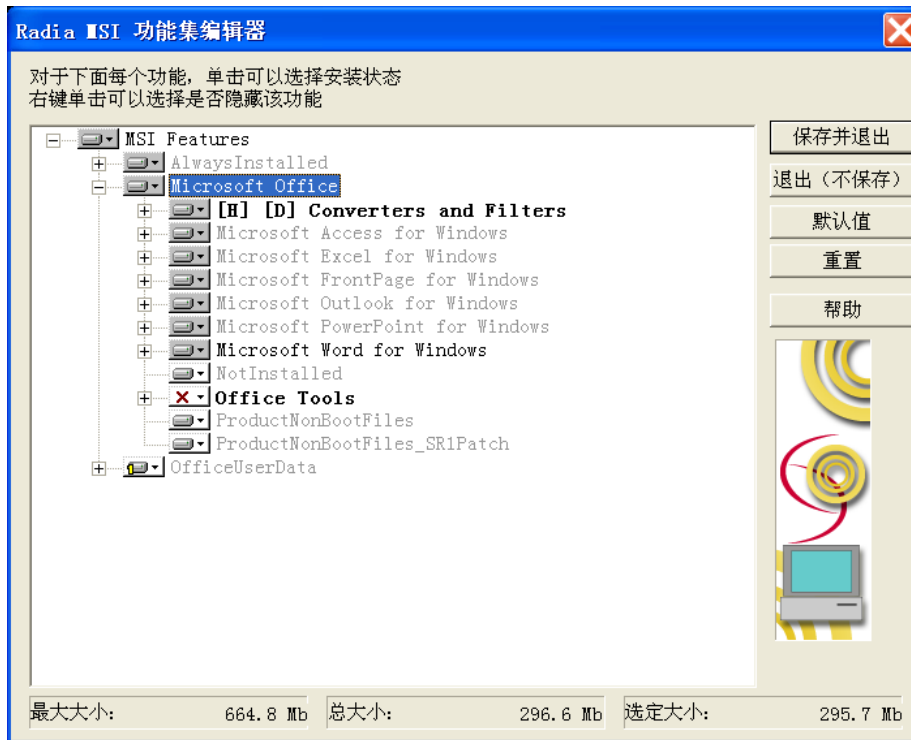 Radia MSI 功能集编辑器
对于下面每个功能，单击可以选择安装状态
右键单击可以选择是否隐藏该功能
MSI Features
AlwaysInstalled
Microsoft Office
[H] [D] Converters and Filters
Microsoft Access for Windows
Microsoft Excel for Windows
Microsoft FrontPage for Windows
Microsoft Outlook for Windows
Microsoft PowerPoint for Windows
Microsoft Word for Windows
NotInstalled
Office Tools
ProductNonBootFiles
ProductNonBootFiles_SR1Patch
OfficeUserData
保存并退出
退出（不保存）
默认值
重置
帮助
最大大小: 664.8 Mb 总大小: 296.6 Mb 选定大小: 295.7 Mb